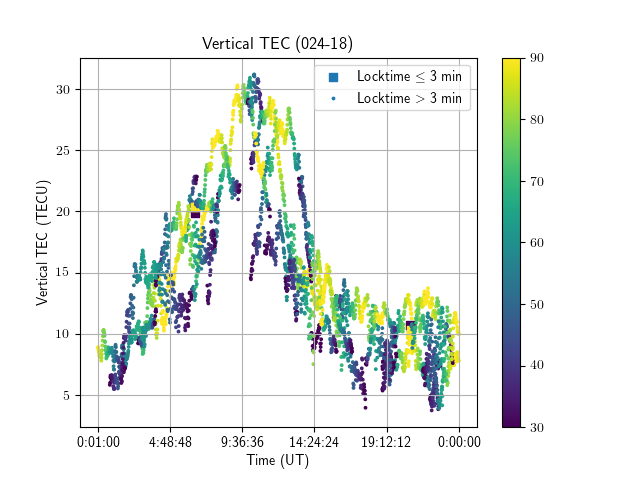 Vertical TEC (024-18)
Locktime ≤ 3 min
Locktime > 3 min
Vertical TEC (TECU)
30
25
20
15
10
5
0:01:00 4:48:48 9:36:36 14:24:24 19:12:12 0:00:00
Time (UT)
90
80
70
60
50
40
30